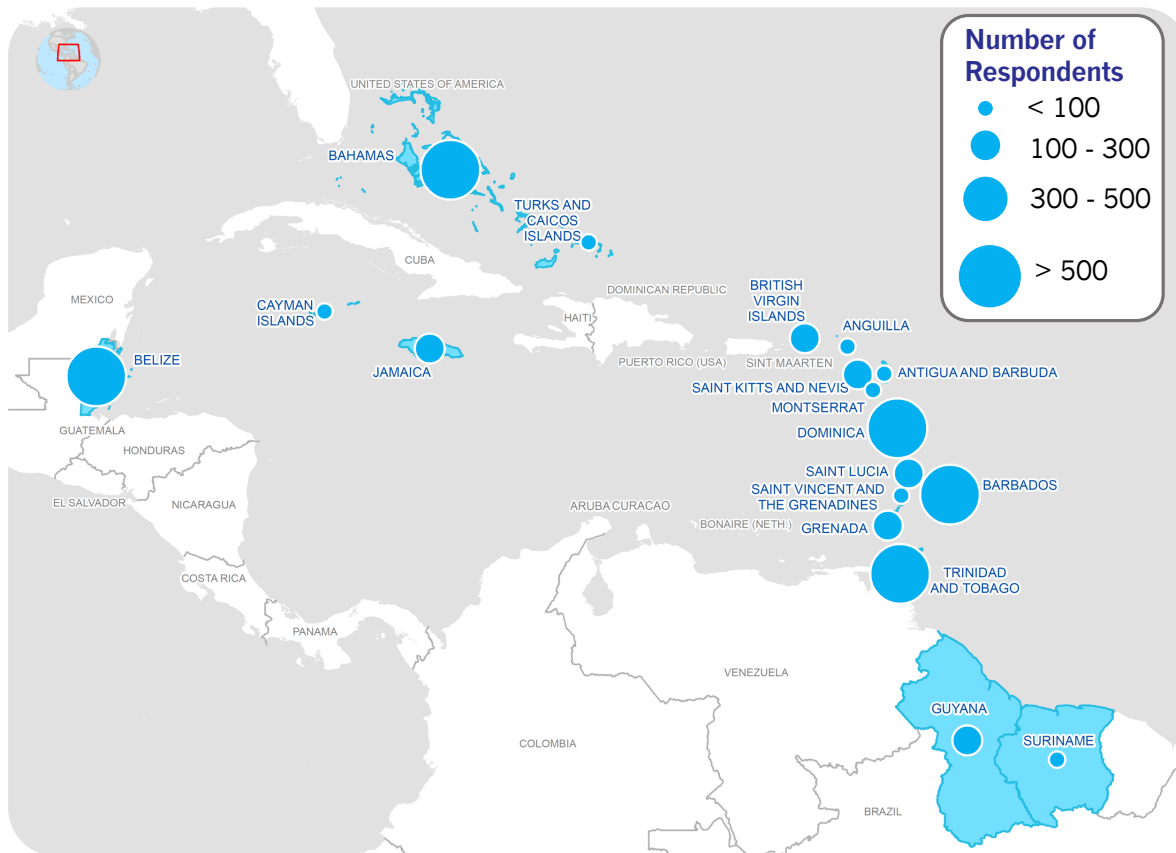 Number of
Respondents
< 100
100 - 300
300 - 500
> 500
UNITED STATES OF AMERICA
BAHAMAS
TURKS AND
CAICOS
ISLANDS
CUBA
MEXICO
CAYMAN
ISLANDS
HAITI
DOMINICAN REPUBLIC
BRITISH
VIRGIN
ISLANDS
ANGUILLA
BELIZE
JAMAICA
PUERTO RICO (USA)
SINT MAARTEN
ANTIGUA AND BARBUDA
SAINT KITTS AND NEVIS
MONTSERRAT
GUATEMALA
DOMINICA
HONDURAS
SAINT LUCIA
BARBADOS
SAINT VINCENT AND
THE GRENADINES
EL SALVADOR
NICARAGUA
ARUBA CURACAO
BONAIRE (NETH.)
GRENADA
COSTA RICA
TRINIDAD
AND TOBAGO
PANAMA
VENEZUELA
GUYANA
COLOMBIA
SURINAME
BRAZIL